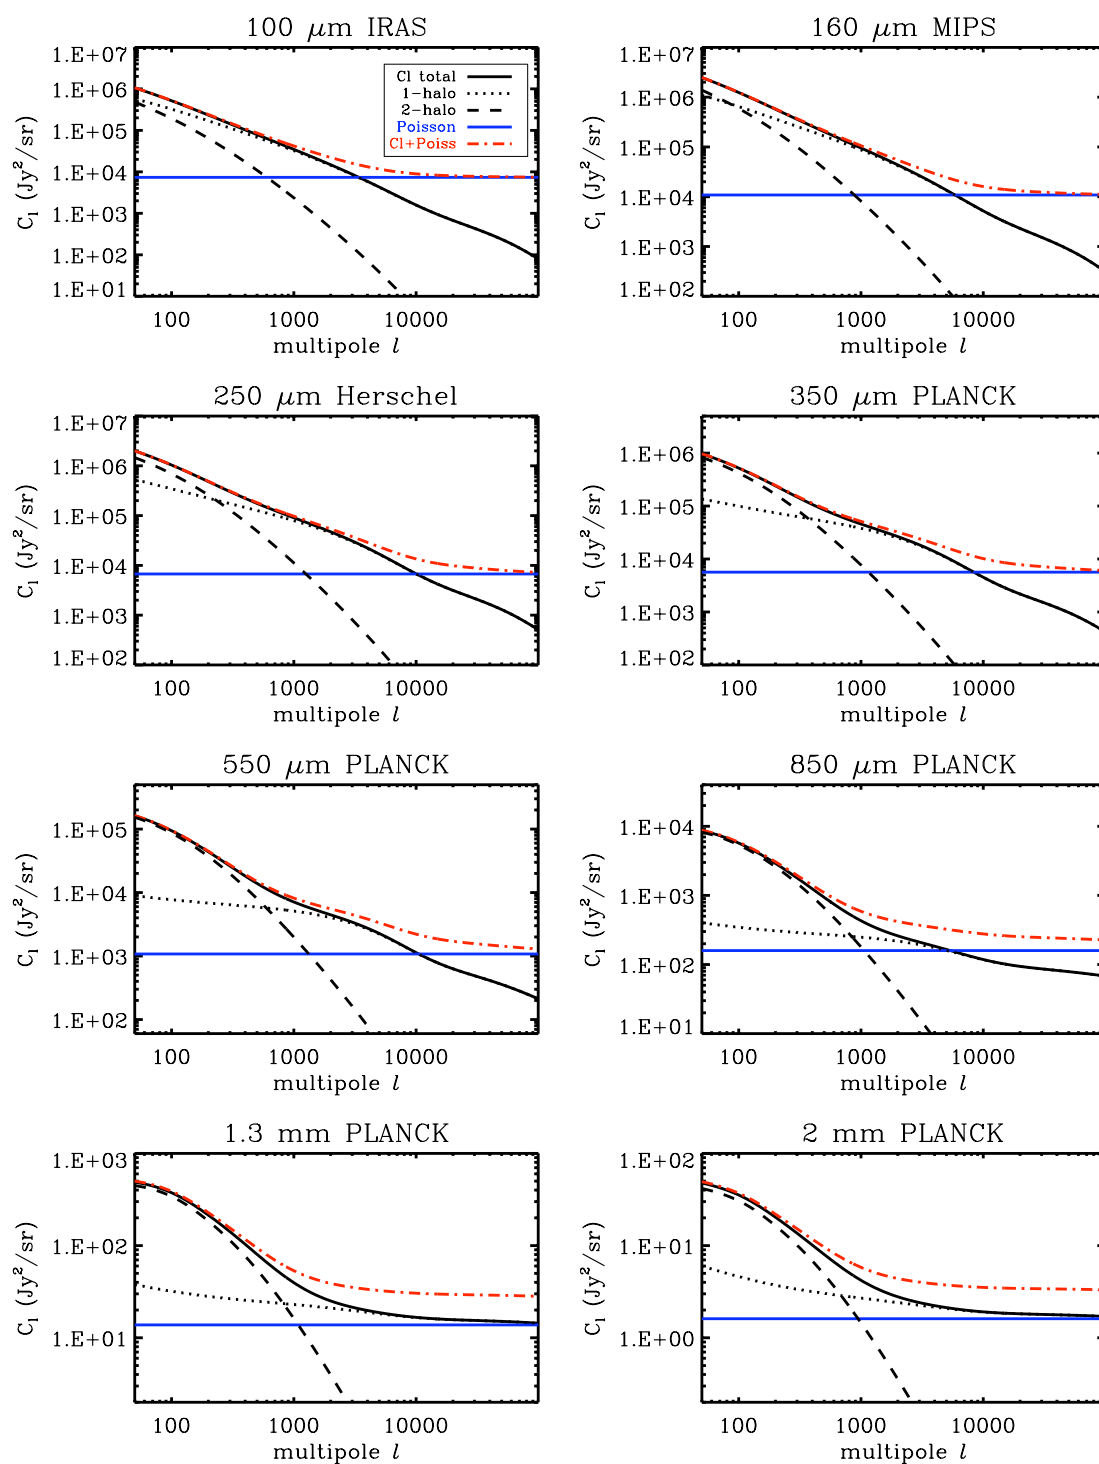 100 μm IRAS
1.E+07
1.E+06
1.E+05
1.E+04
1.E+03
1.E+02
1.E+01
C_l (Jy²/sr)
Cl total
1-halo
2-halo
Poisson
Cl+Poiss
100 1000 10000
multipole l
160 μm MIPS
1.E+07
1.E+06
1.E+05
1.E+04
1.E+03
1.E+02
C_l (Jy²/sr)
100 1000 10000
multipole l
250 μm Herschel
1.E+07
1.E+06
1.E+05
1.E+04
1.E+03
1.E+02
C_l (Jy²/sr)
100 1000 10000
multipole l
350 μm PLANCK
1.E+06
1.E+05
1.E+04
1.E+03
1.E+02
C_l (Jy²/sr)
100 1000 10000
multipole l
550 μm PLANCK
1.E+05
1.E+04
1.E+03
1.E+02
C_l (Jy²/sr)
100 1000 10000
multipole l
850 μm PLANCK
1.E+04
1.E+03
1.E+02
1.E+01
C_l (Jy²/sr)
100 1000 10000
multipole l
1.3 mm PLANCK
1.E+03
1.E+02
1.E+01
C_l (Jy²/sr)
100 1000 10000
multipole l
2 mm PLANCK
1.E+02
1.E+01
1.E+00
C_l (Jy²/sr)
100 1000 10000
multipole l